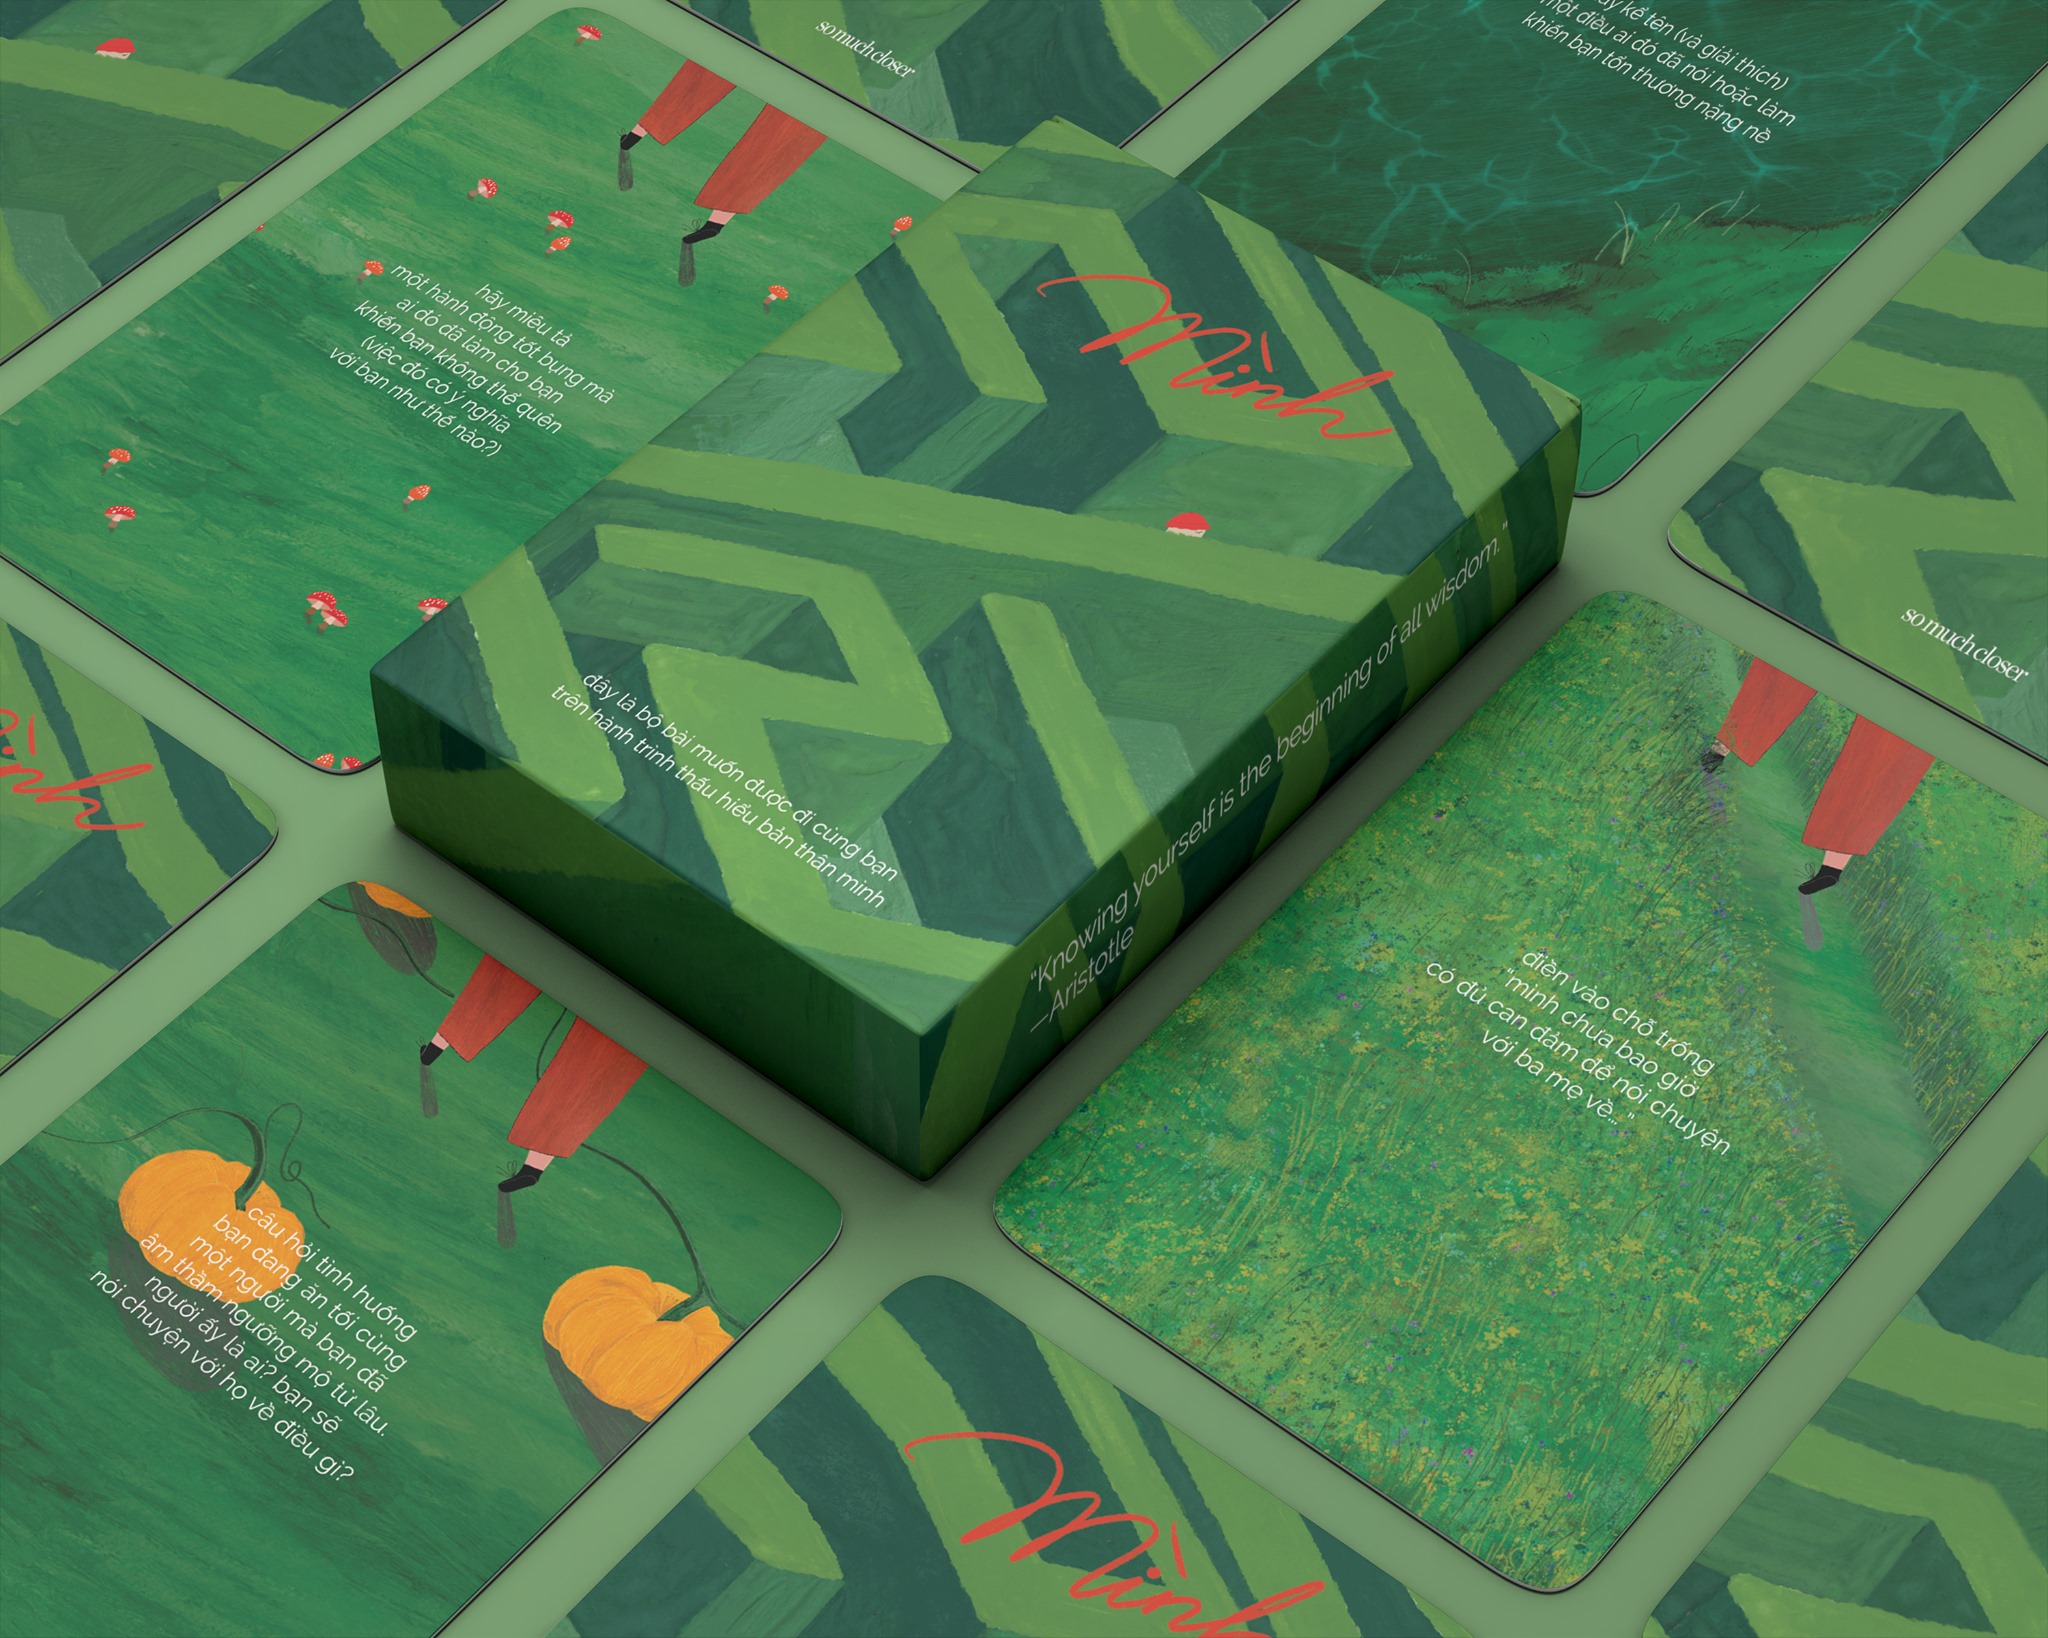 so much closer
hãy kể tên (và giải thích)
một điều ai đó đã nói hoặc làm
khiến bạn tổn thương nặng nề
hãy miêu tả
một hành động tốt bụng mà
ai đó đã làm cho bạn
khiến bạn không thể quên
(việc đó có ý nghĩa
với bạn như thế nào?)
Mình
đây là bộ bài muốn được đi cùng bạn
trên hành trình thấu hiểu bản thân mình
"Knowing yourself is the beginning of all wisdom."
—Aristotle
so much closer
điền vào chỗ trống
"mình chưa bao giờ
có đủ can đảm để nói chuyện
với ba mẹ về..."
câu hỏi tình huống
bạn đang ăn tối cùng
một người mà bạn đã
âm thầm ngưỡng mộ từ lâu.
người ấy là ai? bạn sẽ
nói chuyện với họ về điều gì?
Mình